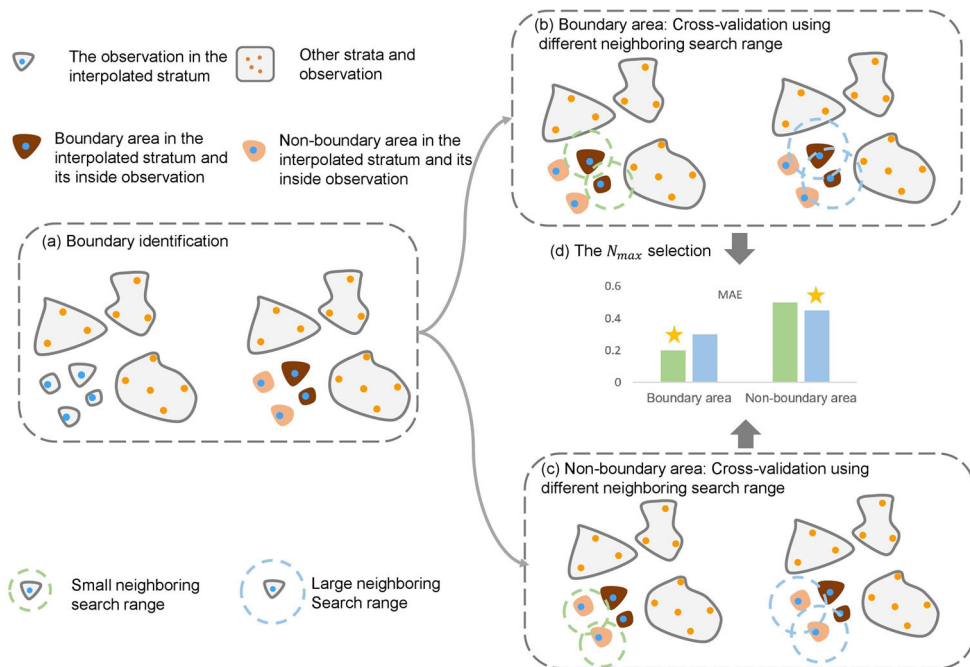 The observation in the
interpolated stratum
Other strata and
observation
Boundary area in the
interpolated stratum and
its inside observation
Non-boundary area in the
interpolated stratum and its
inside observation
(a) Boundary identification
(b) Boundary area: Cross-validation using
different neighboring search range
(d) The N_max selection
0.6
MAE
0.4
0.2
0
Boundary area
Non-boundary area
(c) Non-boundary area: Cross-validation using
different neighboring search range
Small neighboring
search range
Large neighboring
Search range